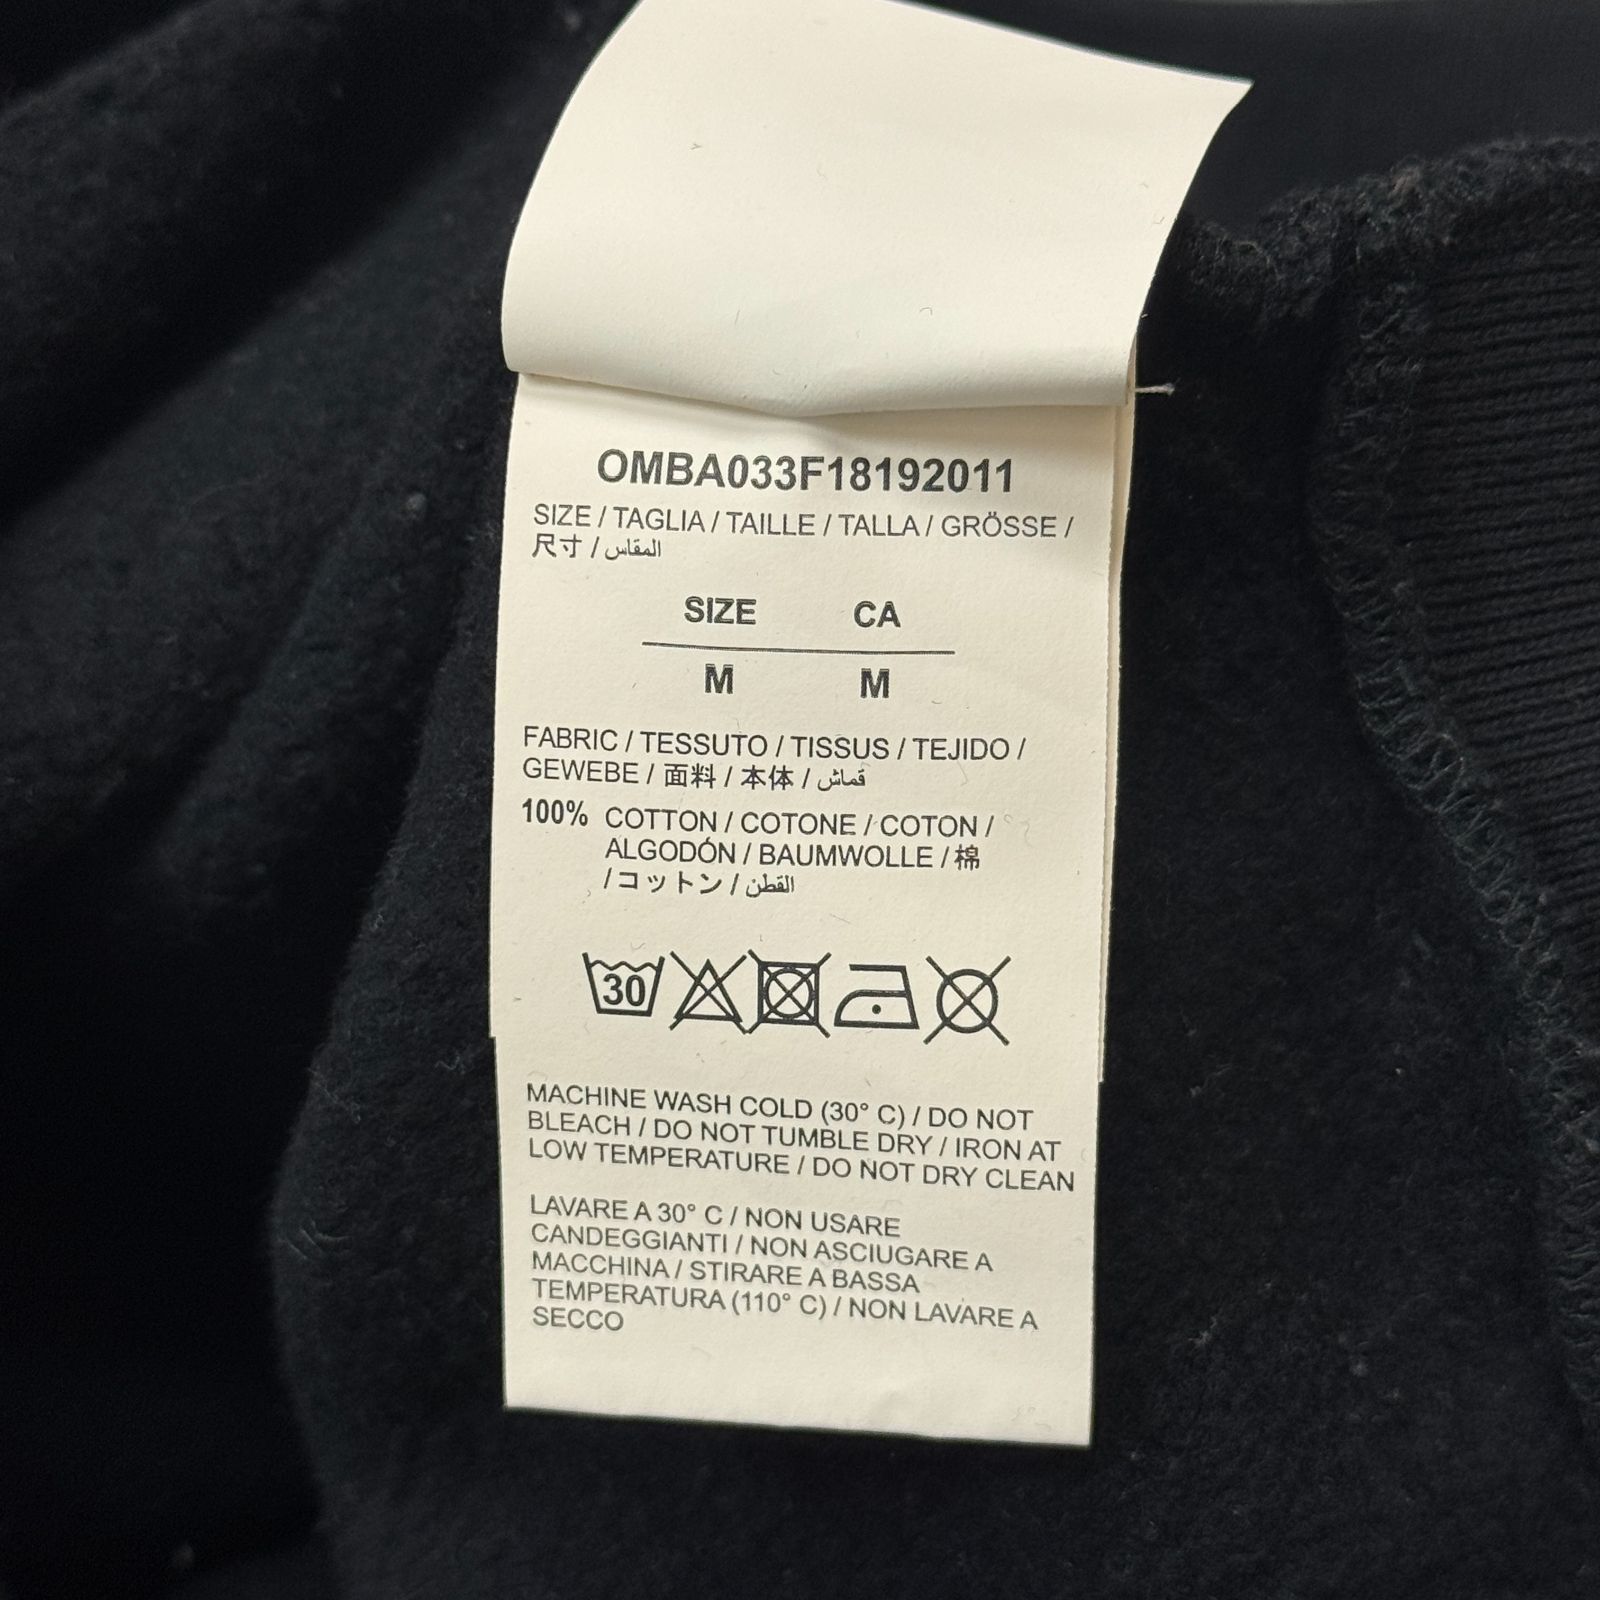 OMBA033F18192011
SIZE / TAGLIA / TAILLE / TALLA / GRÖSSE /
尺寸 / المقاس
SIZE CA
M M
FABRIC / TESSUTO / TISSUS / TEJIDO /
GEWEBE / 面料 / 本体 / قماش
100% COTTON / COTONE / COTON /
ALGODÓN / BAUMWOLLE / 棉
/ コットン / القطن
30
MACHINE WASH COLD (30° C) / DO NOT
BLEACH / DO NOT TUMBLE DRY / IRON AT
LOW TEMPERATURE / DO NOT DRY CLEAN
LAVARE A 30° C / NON USARE
CANDEGGIANTI / NON ASCIUGARE A
MACCHINA / STIRARE A BASSA
TEMPERATURA (110° C) / NON LAVARE A
SECCO